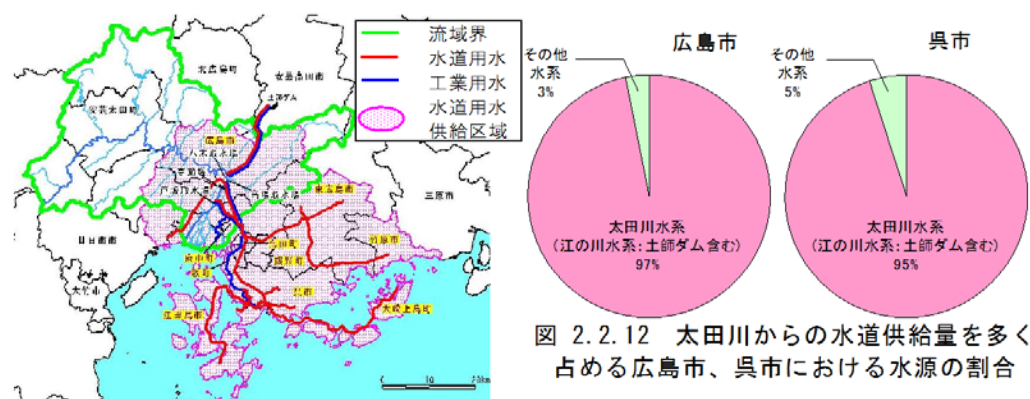 流域界
水道用水
工業用水
水道用水
供給区域
北広島町
安芸高田市
土師ダム
安芸太田町
広島市
東広島市
三原市
廿日市市
府中町
竹原市
大竹市
呉市
江田島市
大崎上島町
0 10 20km
広島市
その他
水系
3%
太田川水系
(江の川水系:土師ダム含む)
97%
呉市
その他
水系
5%
太田川水系
(江の川水系:土師ダム含む)
95%
図 2.2.12 太田川からの水道供給量を多く
占める広島市、呉市における水源の割合